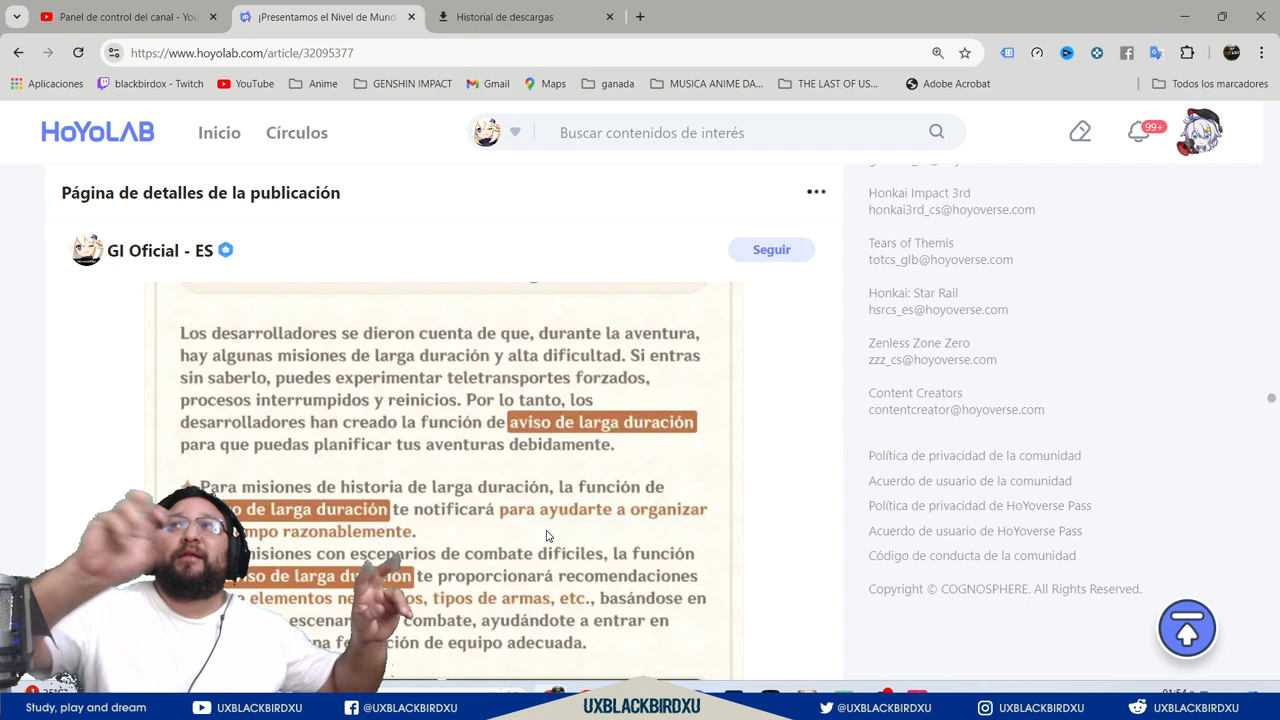 Panel de control del canal - You
¡Presentamos el Nivel de Mund
Historial de descargas
https://www.hoyolab.com/article/32095377
Aplicaciones
blackbirdox - Twitch
YouTube
Anime
GENSHIN IMPACT
Gmail
Maps
ganada
MUSICA ANIME DA...
THE LAST OF US...
Adobe Acrobat
Todos los marcadores
HoYoLAB
Inicio
Círculos
Buscar contenidos de interés
99+
Página de detalles de la publicación
GI Oficial - ES
Seguir
Los desarrolladores se dieron cuenta de que, durante la aventura,
hay algunas misiones de larga duración y alta dificultad. Si entras
sin saberlo, puedes experimentar teletransportes forzados,
procesos interrumpidos y reinicios. Por lo tanto, los
desarrolladores han creado la función de aviso de larga duración
para que puedas planificar tus aventuras debidamente.
Para misiones de historia de larga duración, la función de
de larga duración te notificará para ayudarte a organizar
razonablemente.
misiones con escenarios de combate difíciles, la función
de larga te proporcionará recomendaciones
elementos tipos de armas, etc., basándose en
combate, ayudándote a entrar en
de equipo adecuada.
Honkai Impact 3rd
honkai3rd_cs@hoyoverse.com
Tears of Themis
totcs_glb@hoyoverse.com
Honkai: Star Rail
hsrcs_es@hoyoverse.com
Zenless Zone Zero
zzz_cs@hoyoverse.com
Content Creators
contentcreator@hoyoverse.com
Política de privacidad de la comunidad
Acuerdo de usuario de la comunidad
Política de privacidad de HoYoverse Pass
Acuerdo de usuario de HoYoverse Pass
Código de conducta de la comunidad
Copyright © COGNOSPHERE. All Rights Reserved.
Study, play and dream
UXBLACKBIRDXU
@UXBLACKBIRDXU
UXBLACKBIRDXU
@UXBLACKBIRDXU
UXBLACKBIRDXU
UXBLACKBIRDXU